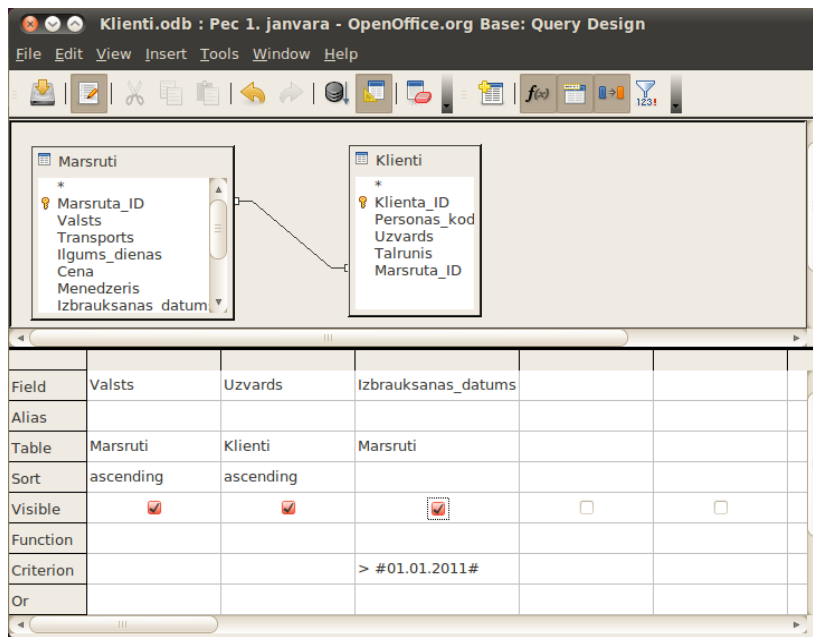 Klienti.odb : Pec 1. janvara - OpenOffice.org Base: Query Design
File Edit View Insert Tools Window Help
f(x) 123!
Marsruti
*
Marsruta_ID
Valsts
Transports
Ilgums_dienas
Cena
Menedzeris
Izbrauksanas_datum
Klienti
*
Klienta_ID
Personas_kod
Uzvards
Talrunis
Marsruta_ID
Field Valsts Uzvards Izbrauksanas_datums
Alias
Table Marsruti Klienti Marsruti
Sort ascending ascending
Visible
Function
Criterion > #01.01.2011#
Or